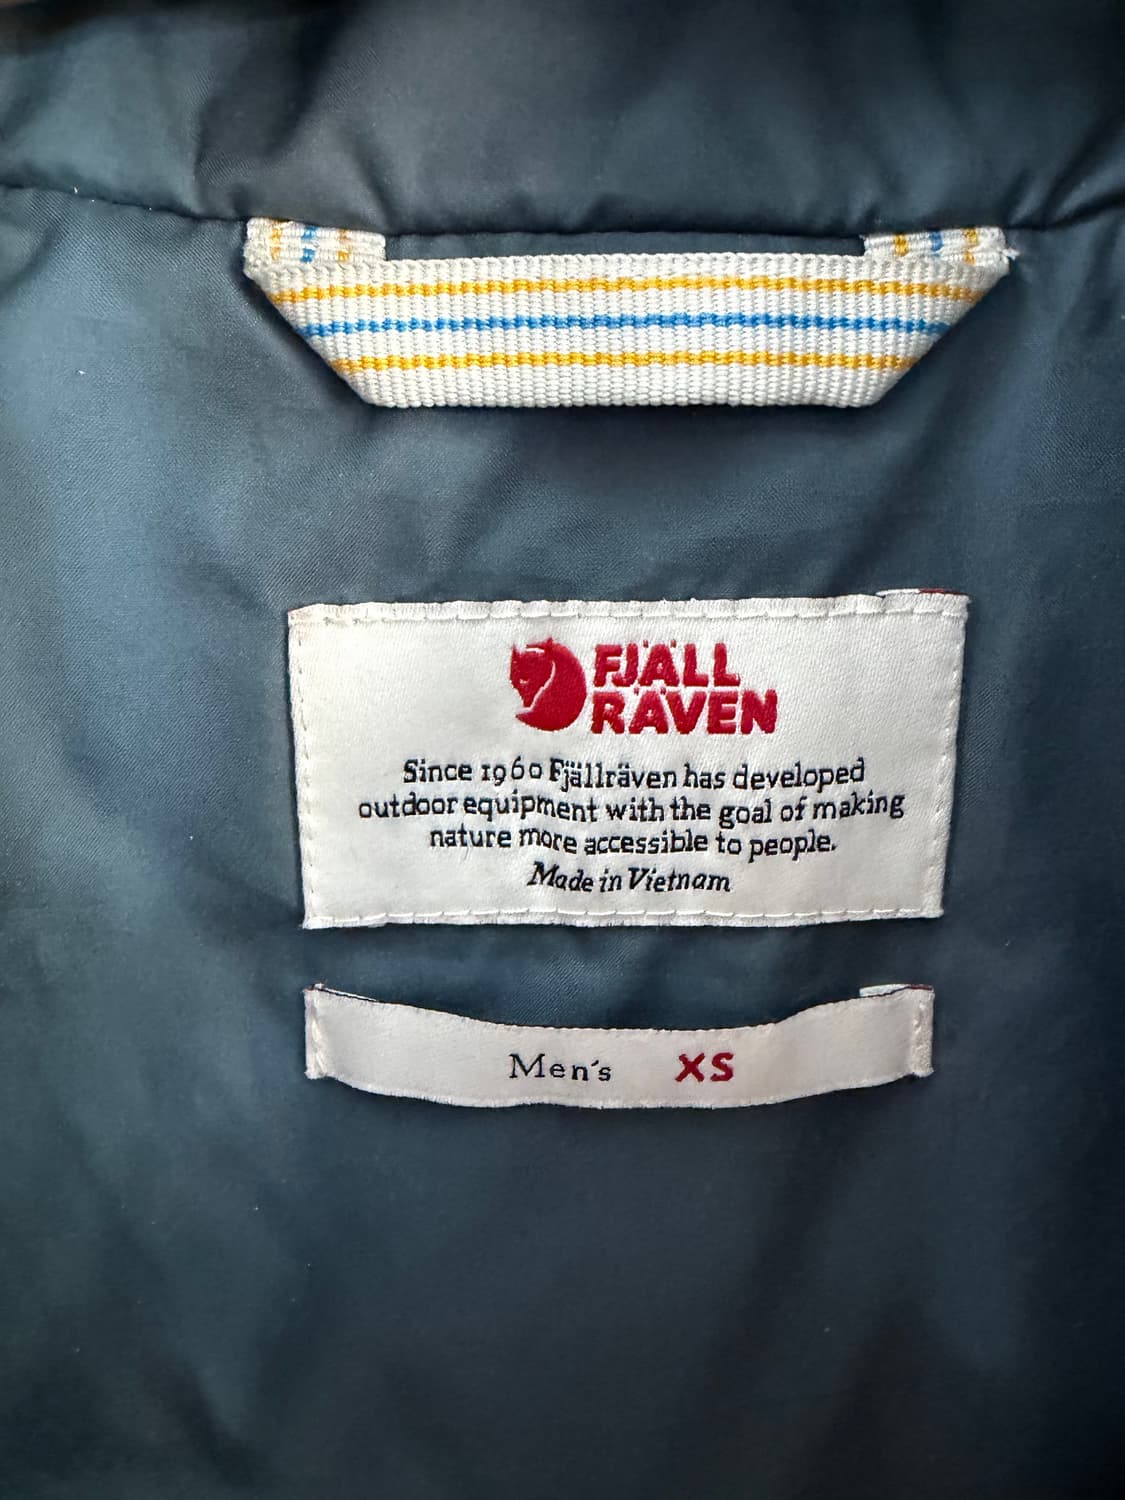 FJÄLL
RÄVEN
Since 1960 Fjällräven has developed
outdoor equipment with the goal of making
nature more accessible to people.
Made in Vietnam
Men's XS